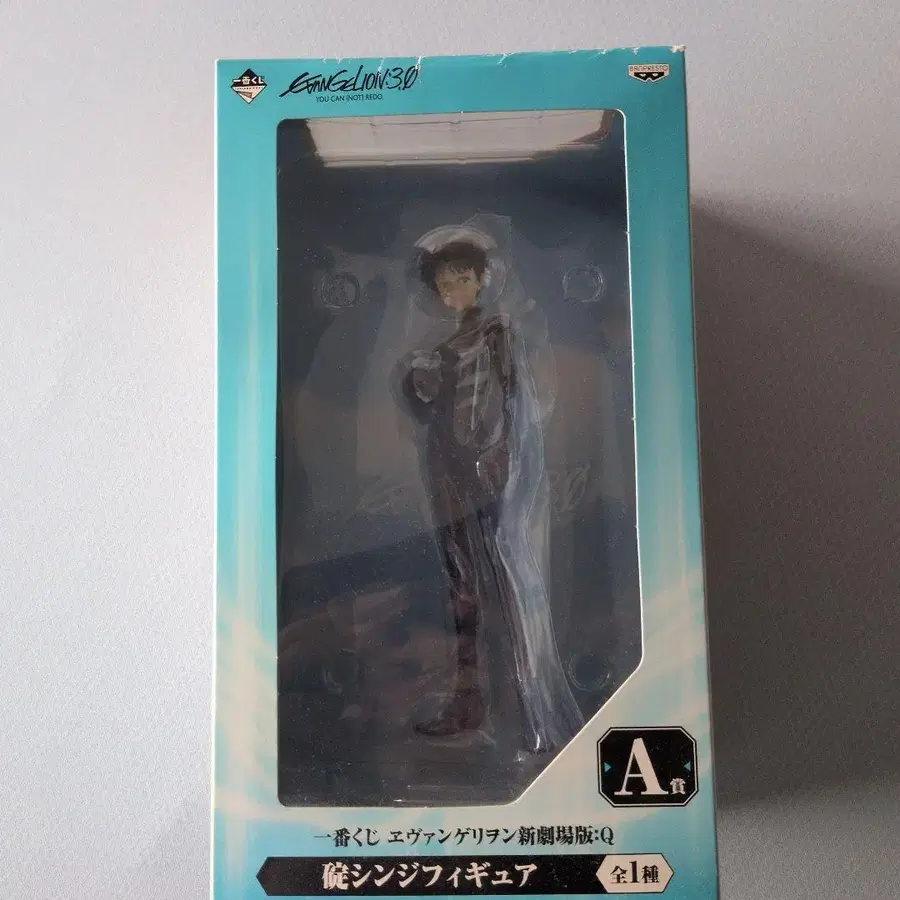 一番くじ
EVANGELION:3.0
YOU CAN (NOT) REDO.
BANPRESTO
3.0
A賞
一番くじ ヱヴァンゲリヲン新劇場版:Q
碇シンジフィギュア
全1種